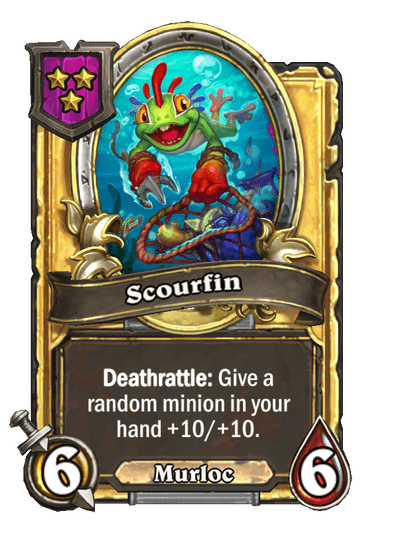 Scourfin
Deathrattle: Give a
random minion in your
hand +10/+10.
6
Murloc
6